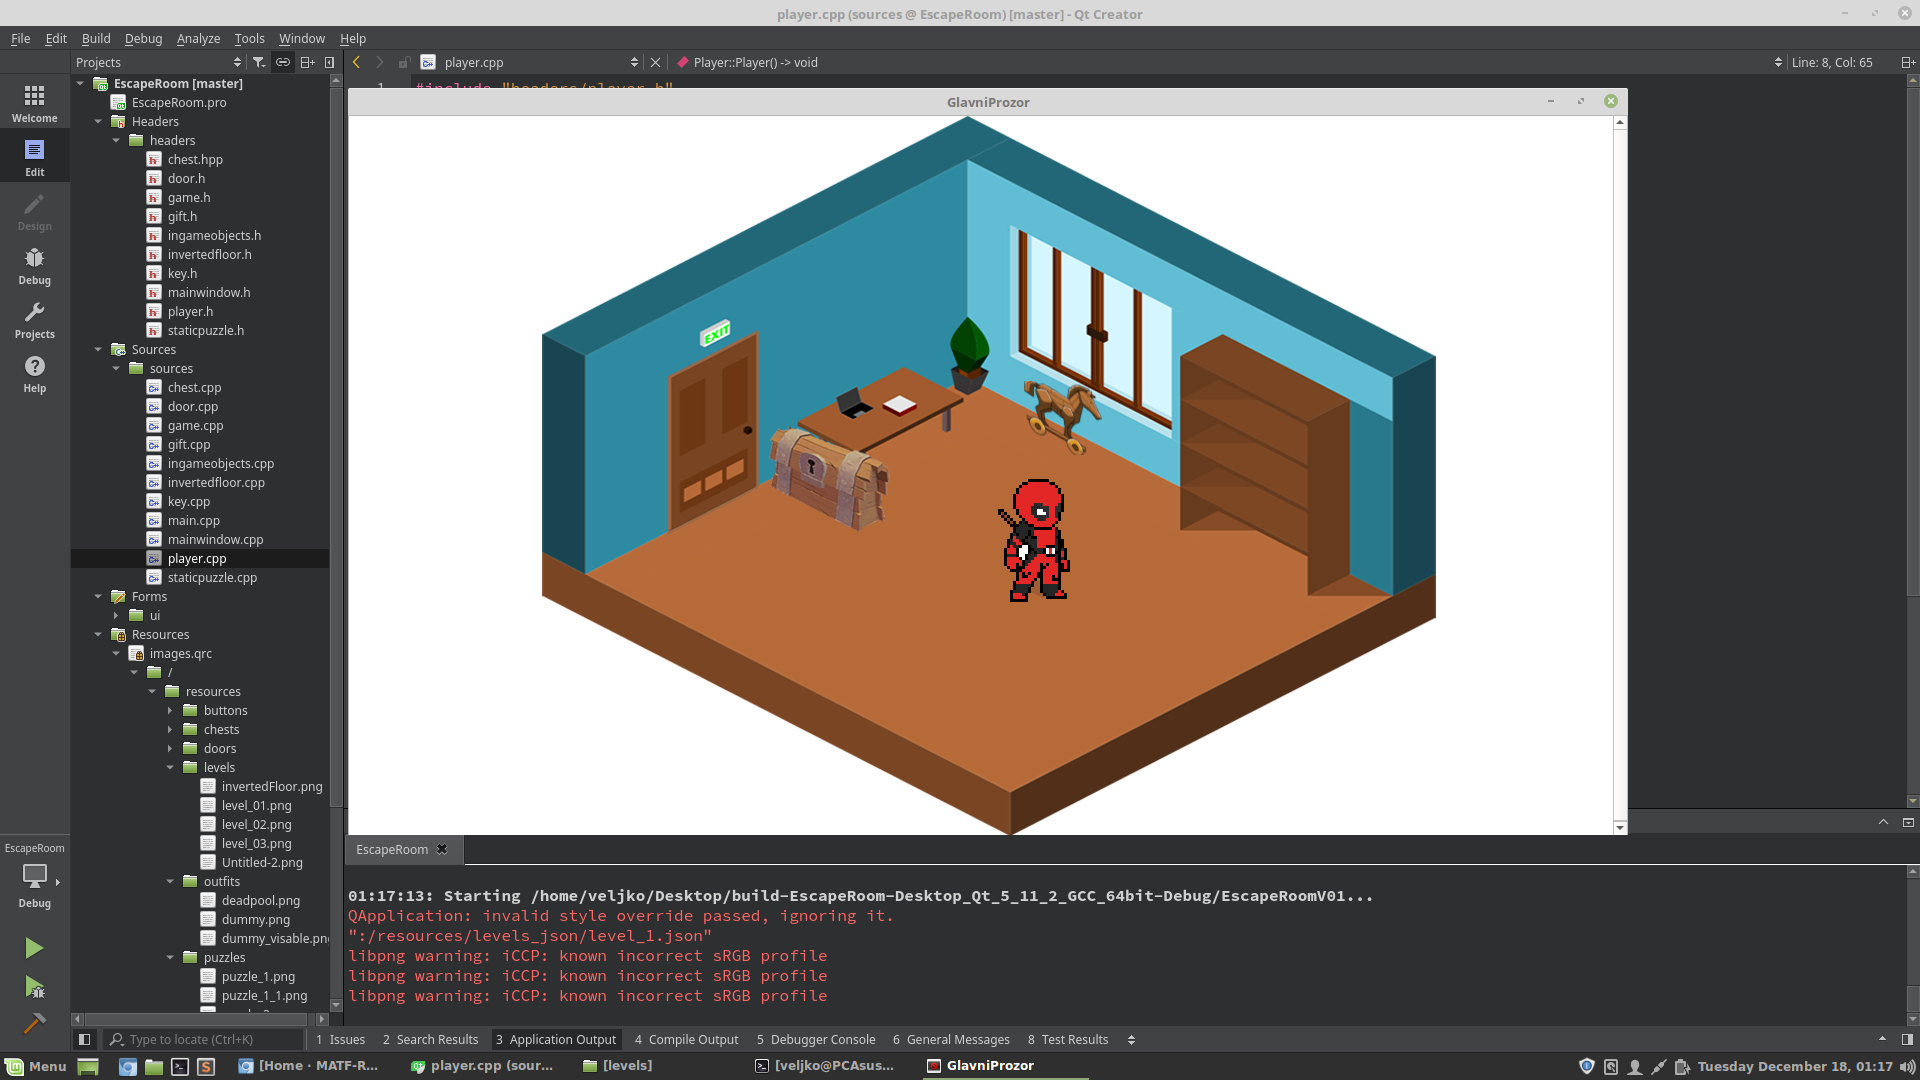 player.cpp (sources @ EscapeRoom) [master] - Qt Creator
File Edit Build Debug Analyze Tools Window Help
Projects
player.cpp
Player::Player() -> void
Line: 8, Col: 65
Welcome
Edit
Design
Debug
Projects
Help
EscapeRoom [master]
EscapeRoom.pro
Headers
headers
chest.hpp
door.h
game.h
gift.h
ingameobjects.h
invertedfloor.h
key.h
mainwindow.h
player.h
staticpuzzle.h
Sources
sources
chest.cpp
door.cpp
game.cpp
gift.cpp
ingameobjects.cpp
invertedfloor.cpp
key.cpp
main.cpp
mainwindow.cpp
player.cpp
staticpuzzle.cpp
Forms
ui
Resources
images.qrc
/
resources
buttons
chests
doors
levels
invertedFloor.png
level_01.png
level_02.png
level_03.png
Untitled-2.png
outfits
deadpool.png
dummy.png
dummy_visable.pn
puzzles
puzzle_1.png
puzzle_1_1.png
1 #include "headers/player.h"
GlavniProzor
EXIT
EscapeRoom
Debug
EscapeRoom
01:17:13: Starting /home/veljko/Desktop/build-EscapeRoom-Desktop_Qt_5_11_2_GCC_64bit-Debug/EscapeRoomV01...
QApplication: invalid style override passed, ignoring it.
":/resources/levels_json/level_1.json"
libpng warning: iCCP: known incorrect sRGB profile
libpng warning: iCCP: known incorrect sRGB profile
libpng warning: iCCP: known incorrect sRGB profile
Type to locate (Ctrl+K)
1 Issues 2 Search Results 3 Application Output 4 Compile Output 5 Debugger Console 6 General Messages 8 Test Results
Menu [Home · MATF-R... player.cpp (sour... [levels] [veljko@PCAsus... GlavniProzor Tuesday December 18, 01:17